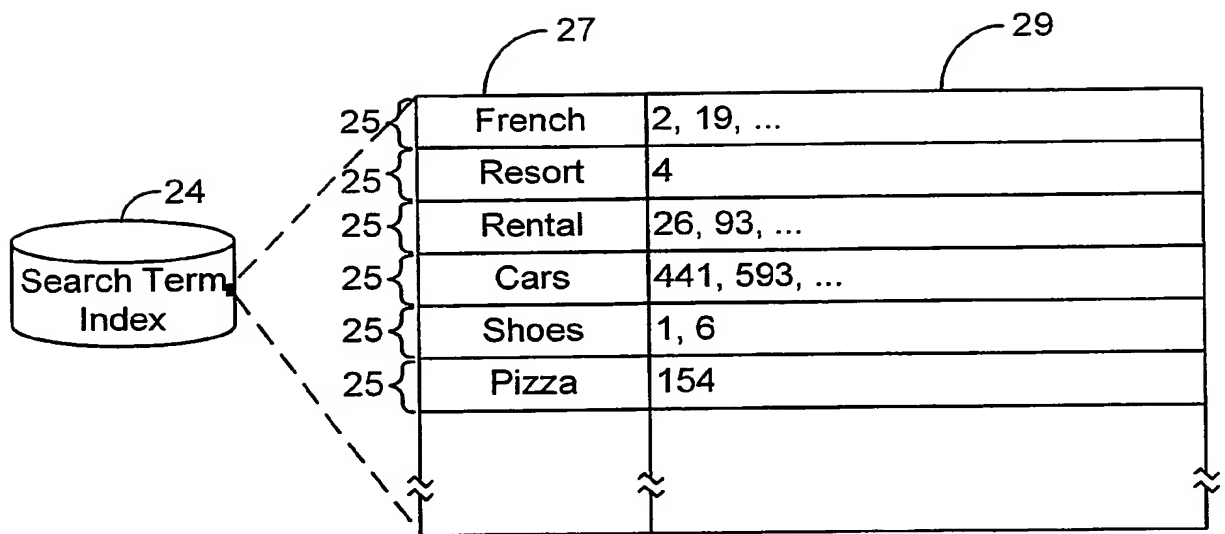 27
29
25 French 2, 19, ...
25 Resort 4
24
25 Rental 26, 93, ...
Search Term
Index
25 Cars 441, 593, ...
25 Shoes 1, 6
25 Pizza 154